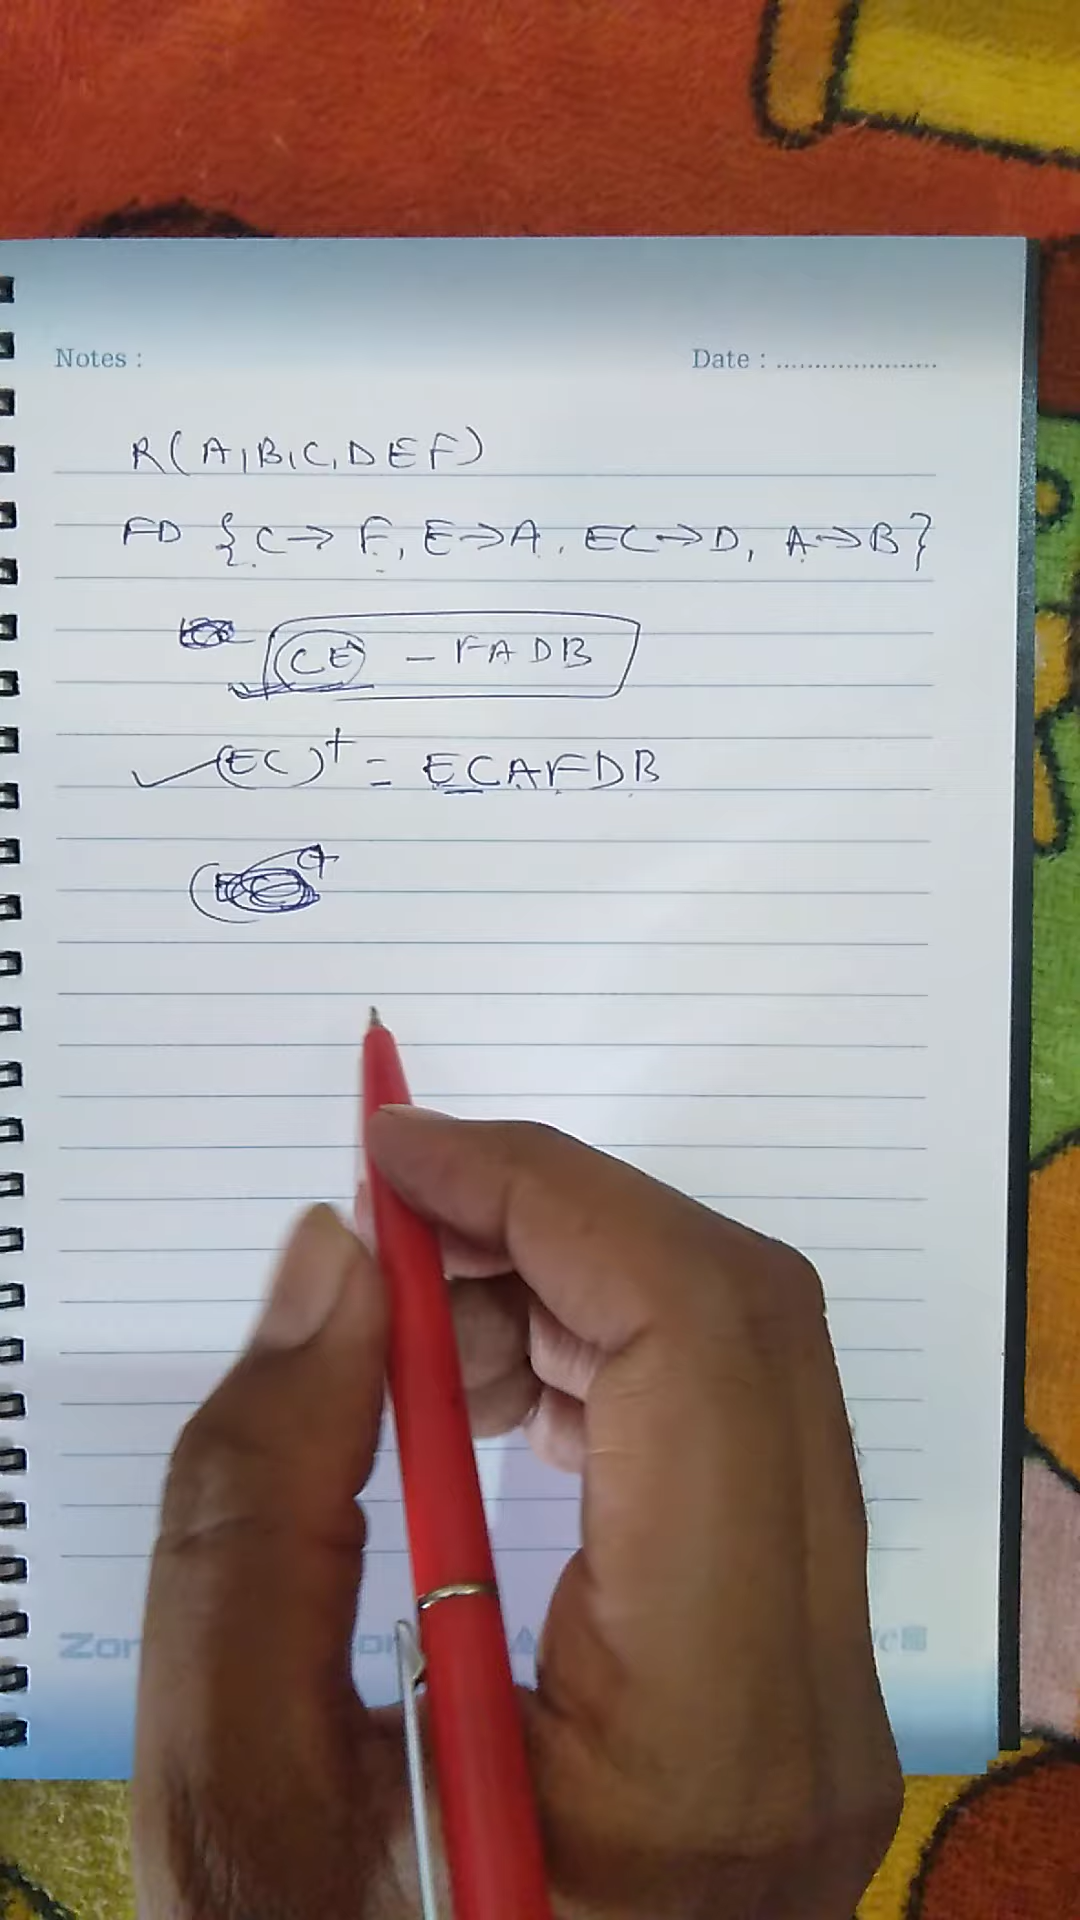 Notes :
Date : ......................
R(A,B,C,DEF)
FD {C→F, E→A, EC→D, A→B}
CE - FADB
(EC)⁺ = ECAFDB